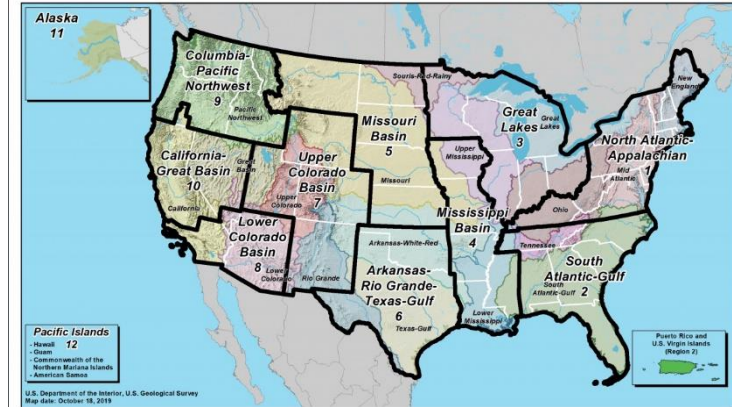 Alaska
11
Columbia-
Pacific
Northwest
9
Pacific
Northwest
Souris-Red-Rainy
Missouri
Basin
5
Missouri
Great
Lakes
3
Great
Lakes
Upper
Mississippi
New
England
North Atlantic-
Appalachian
1
Mid
Atlantic
Ohio
California-
Great Basin
10
Great
Basin
California
Upper
Colorado
Basin
7
Upper
Colorado
Lower
Colorado
Basin
8
Lower
Colorado
Rio Grande
Mississippi
Basin
4
Arkansas-White-Red
Arkansas-
Rio Grande-
Texas-Gulf
6
Texas-Gulf
Lower
Mississippi
Tennessee
South
Atlantic-Gulf
2
South
Atlantic-Gulf
Pacific Islands
12
- Hawaii
- Guam
- Commonwealth of the
Northern Mariana Islands
- American Samoa
Puerto Rico and
U.S. Virgin Islands
(Region 2)
U.S. Department of the Interior, U.S. Geological Survey
Map date: October 18, 2019